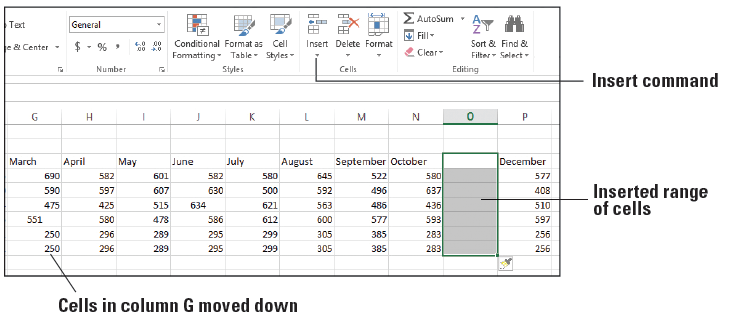 Text General AutoSum
ge & Center $ % , Conditional Format as Cell Insert Delete Format Fill Sort & Find &
Formatting Table Styles Clear Filter Select
Number Styles Cells Editing
Insert command
G H I J K L M N O P
March April May June July August September October December
690 582 601 582 580 645 522 580 577
590 597 607 630 500 592 496 637 408
475 425 515 634 621 563 486 436 510
551 580 478 586 612 600 577 593 597
250 296 289 295 299 305 385 283 256
250 296 289 295 299 305 385 283 256
Inserted range
of cells
Cells in column G moved down